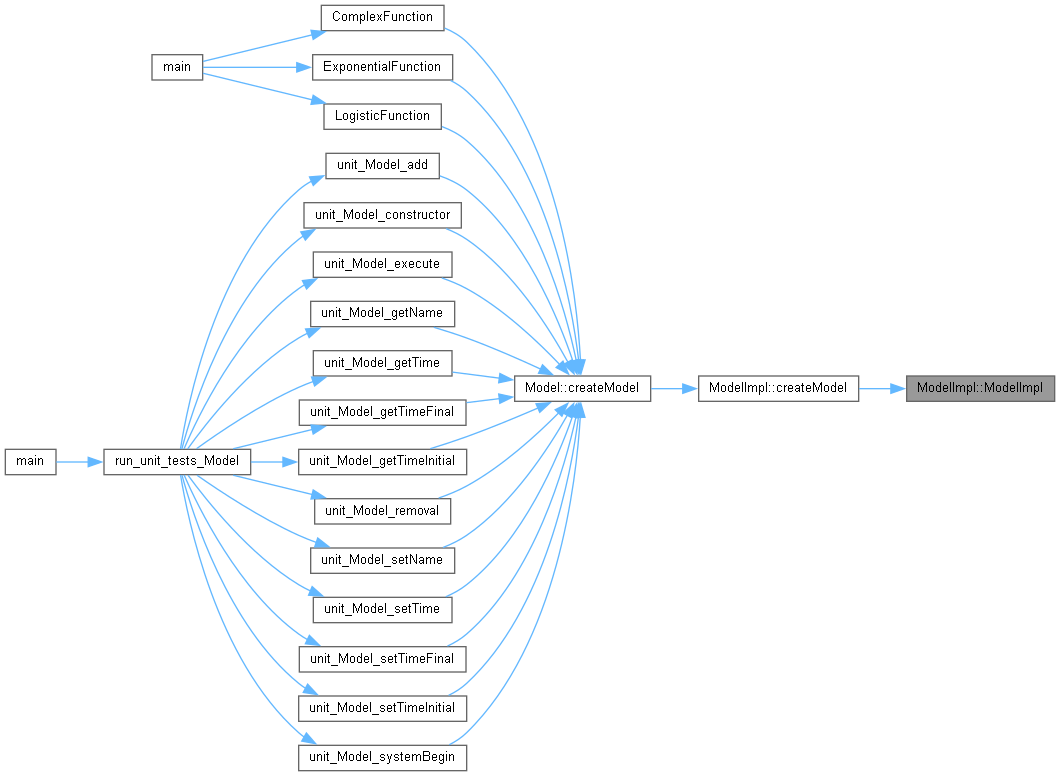 ComplexFunction
main
ExponentialFunction
LogisticFunction
unit_Model_add
unit_Model_constructor
unit_Model_execute
unit_Model_getName
unit_Model_getTime
Model::createModel
ModelImpl::createModel
ModelImpl::ModelImpl
unit_Model_getTimeFinal
main
run_unit_tests_Model
unit_Model_getTimeInitial
unit_Model_removal
unit_Model_setName
unit_Model_setTime
unit_Model_setTimeFinal
unit_Model_setTimeInitial
unit_Model_systemBegin